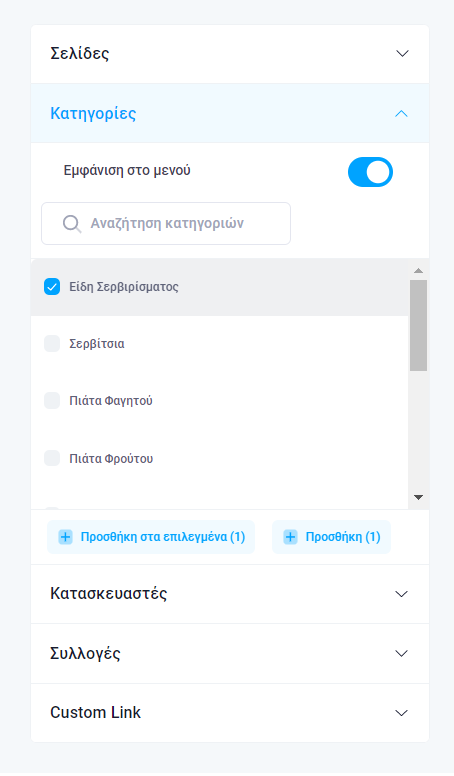 Σελίδες
Κατηγορίες
Εμφάνιση στο μενού
Αναζήτηση κατηγοριών
Είδη Σερβιρίσματος
Σερβίτσια
Πιάτα Φαγητού
Πιάτα Φρούτου
Προσθήκη στα επιλεγμένα (1) Προσθήκη (1)
Κατασκευαστές
Συλλογές
Custom Link